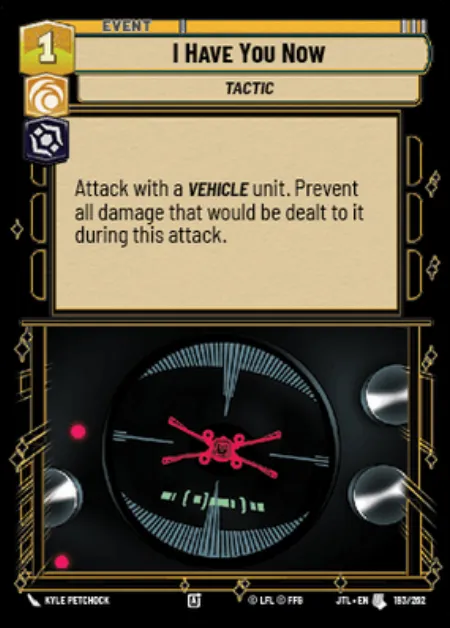 EVENT
1
I HAVE YOU NOW
TACTIC
Attack with a VEHICLE unit. Prevent
all damage that would be dealt to it
during this attack.
KYLE PETCHOCK
A
© LFL © FFG
JTL • EN
193/262